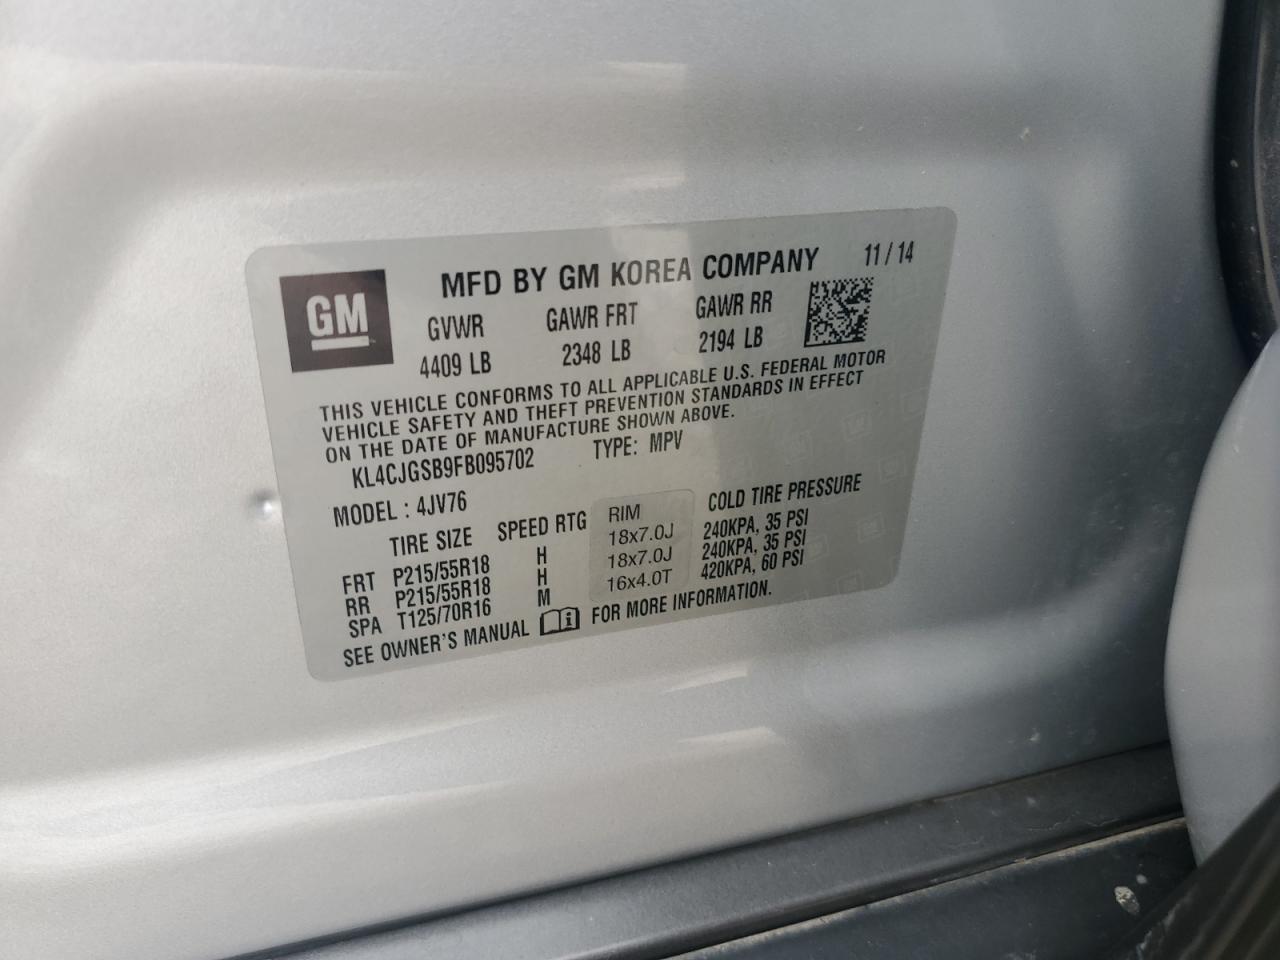 GM
MFD BY GM KOREA COMPANY 11 / 14
GVWR GAWR FRT GAWR RR
4409 LB 2348 LB 2194 LB
THIS VEHICLE CONFORMS TO ALL APPLICABLE U.S. FEDERAL MOTOR
VEHICLE SAFETY AND THEFT PREVENTION STANDARDS IN EFFECT
ON THE DATE OF MANUFACTURE SHOWN ABOVE.
KL4CJGSB9FB095702 TYPE: MPV
MODEL : 4JV76
TIRE SIZE SPEED RTG RIM COLD TIRE PRESSURE
FRT P215/55R18 H 18x7.0J 240KPA, 35 PSI
RR P215/55R18 H 18x7.0J 240KPA, 35 PSI
SPA T125/70R16 M 16x4.0T 420KPA, 60 PSI
SEE OWNER'S MANUAL i FOR MORE INFORMATION.